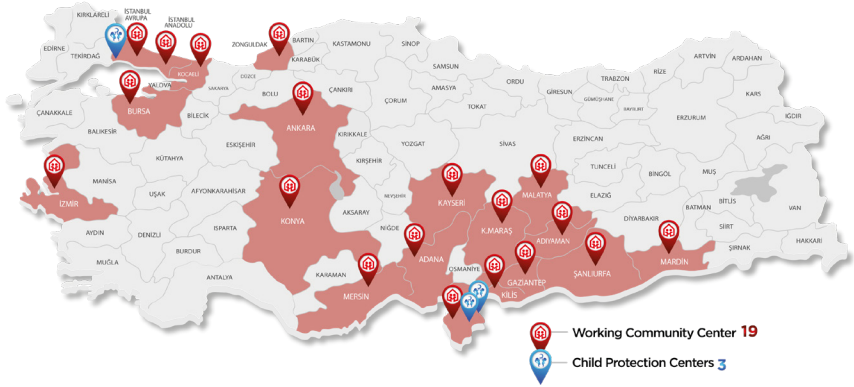 KIRKLARELİ
İSTANBUL
AVRUPA
İSTANBUL
ANADOLU
EDİRNE
TEKİRDAĞ
KOCAELİ
YALOVA
SAKARYA
DÜZCE
ZONGULDAK
BARTIN
KARABÜK
KASTAMONU
SİNOP
SAMSUN
ORDU
GİRESUN
TRABZON
RİZE
ARTVİN
ARDAHAN
KARS
IĞDIR
AĞRI
ERZURUM
GÜMÜŞHANE
BAYBURT
ERZİNCAN
TOKAT
AMASYA
ÇORUM
ÇANKIRI
BOLU
BİLECİK
BURSA
ÇANAKKALE
BALIKESİR
KÜTAHYA
ESKİŞEHİR
ANKARA
KIRIKKALE
KIRŞEHİR
YOZGAT
SİVAS
TUNCELİ
BİNGÖL
MUŞ
BİTLİS
VAN
HAKKARİ
ŞIRNAK
SİİRT
BATMAN
DİYARBAKIR
ELAZIĞ
MALATYA
KAYSERİ
NEVŞEHİR
AKSARAY
NİĞDE
KONYA
AFYONKARAHİSAR
UŞAK
MANİSA
İZMİR
AYDIN
DENİZLİ
MUĞLA
BURDUR
ISPARTA
ANTALYA
KARAMAN
MERSİN
ADANA
OSMANİYE
K.MARAŞ
ADIYAMAN
GAZİANTEP
KİLİS
ŞANLIURFA
MARDİN
Working Community Center 19
Child Protection Centers 3